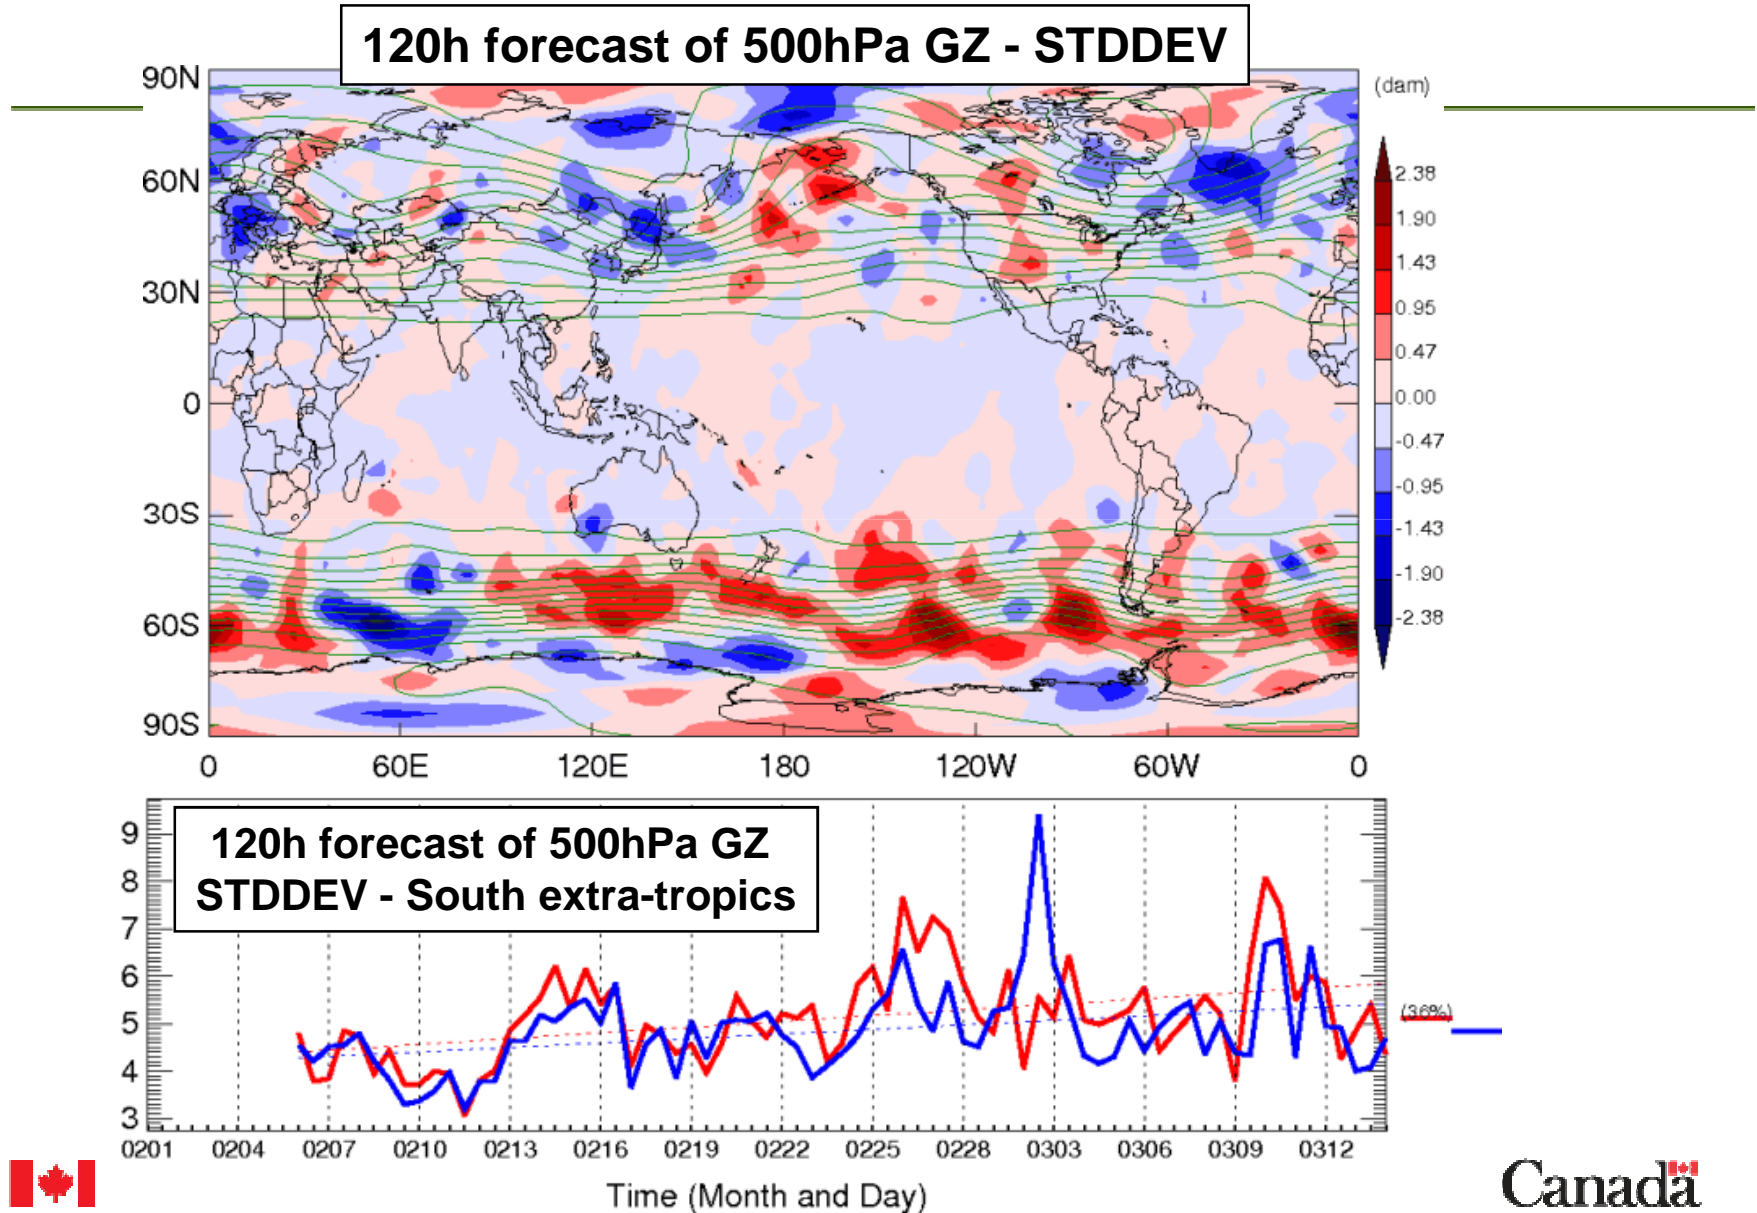 120h forecast of 500hPa GZ - STDDEV
(dam)
90N
60N
30N
0
30S
60S
90S
2.38
1.90
1.43
0.95
0.47
0.00
-0.47
-0.95
-1.43
-1.90
-2.38
0 60E 120E 180 120W 60W 0
120h forecast of 500hPa GZ
STDDEV - South extra-tropics
9
8
7
6
5
4
3
(36%)
0201 0204 0207 0210 0213 0216 0219 0222 0225 0228 0303 0306 0309 0312
Time (Month and Day)
Canada